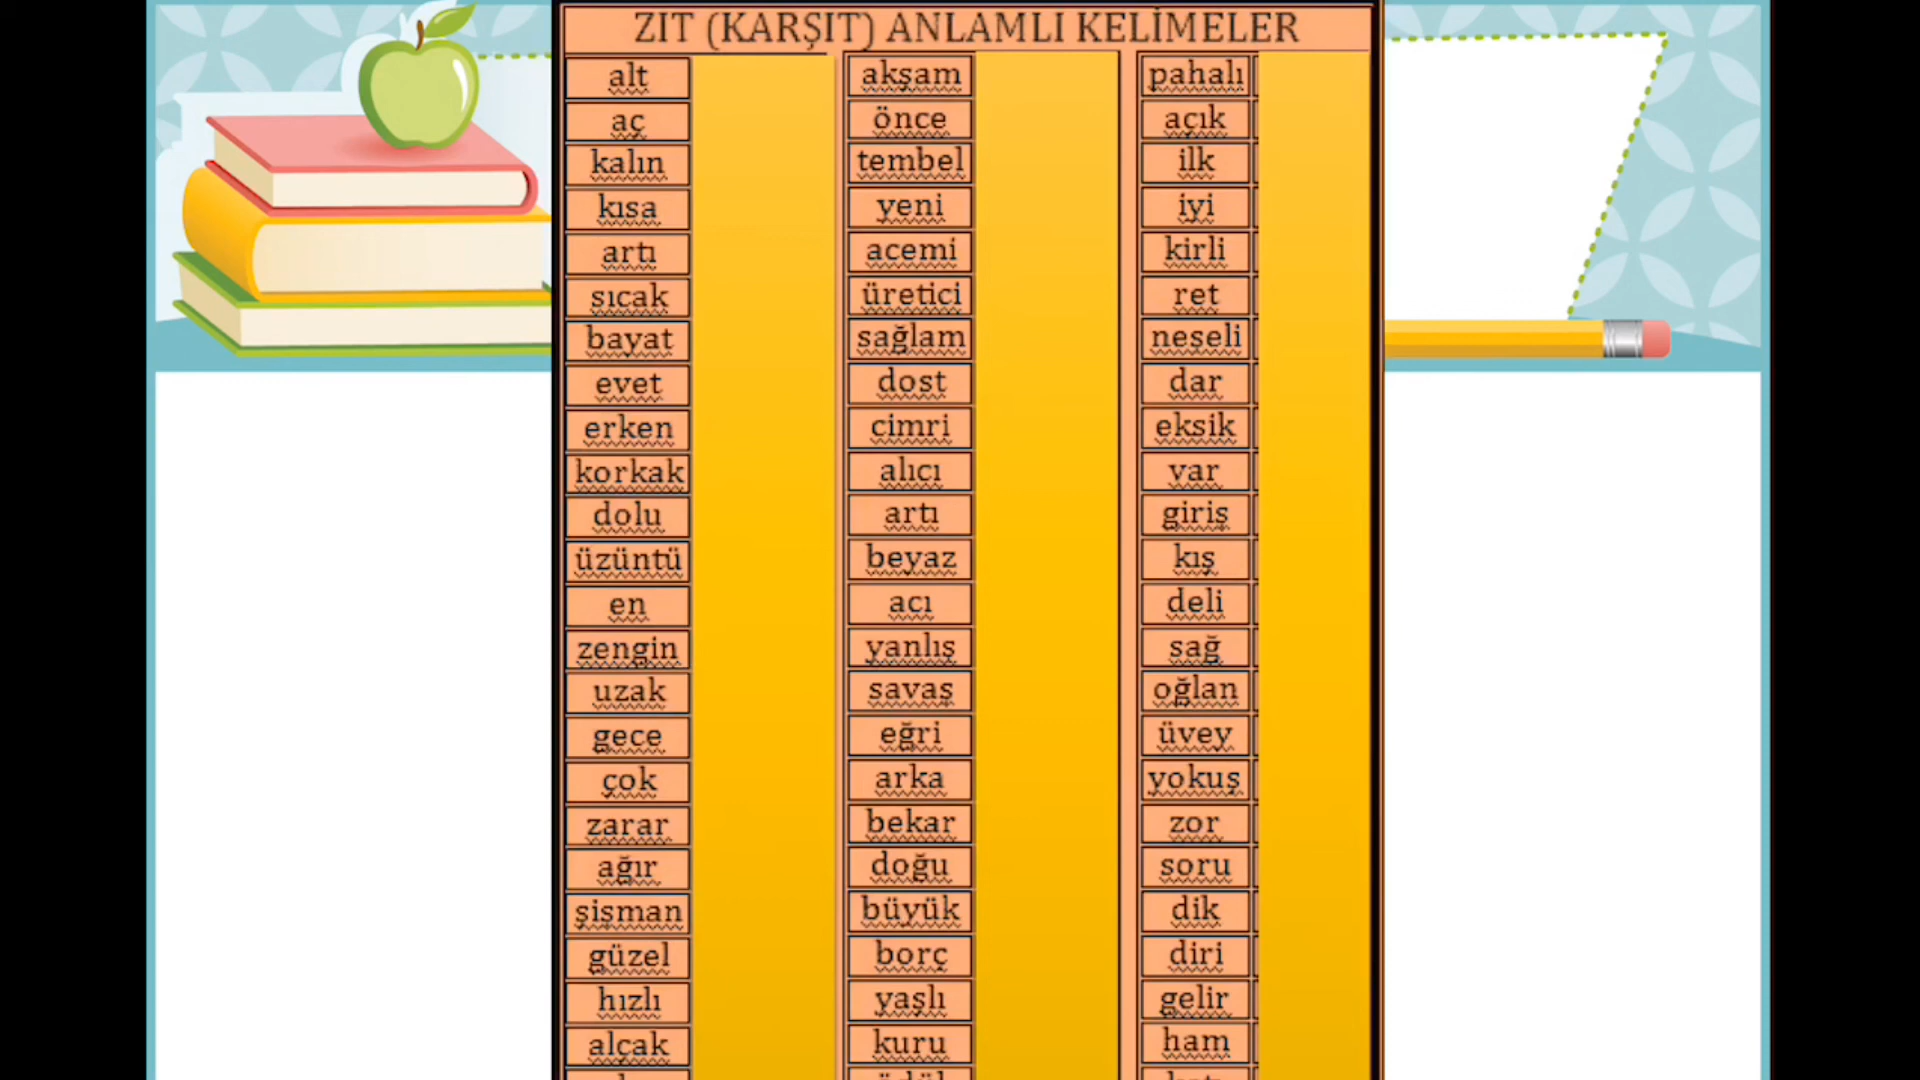 ZIT (KARŞIT) ANLAMLI KELİMELER
alt
aç
kalın
kısa
artı
sıcak
bayat
evet
erken
korkak
dolu
üzüntü
en
zengin
uzak
gece
çok
zarar
ağır
şişman
güzel
hızlı
alçak
akşam
önce
tembel
yeni
acemi
üretici
sağlam
dost
cimri
alıcı
artı
beyaz
acı
yanlış
savaş
eğri
arka
bekar
doğu
büyük
borç
yaşlı
kuru
pahalı
açık
ilk
iyi
kirli
ret
neşeli
dar
eksik
var
giriş
kış
deli
sağ
oğlan
üvey
yokuş
zor
soru
dik
diri
gelir
ham